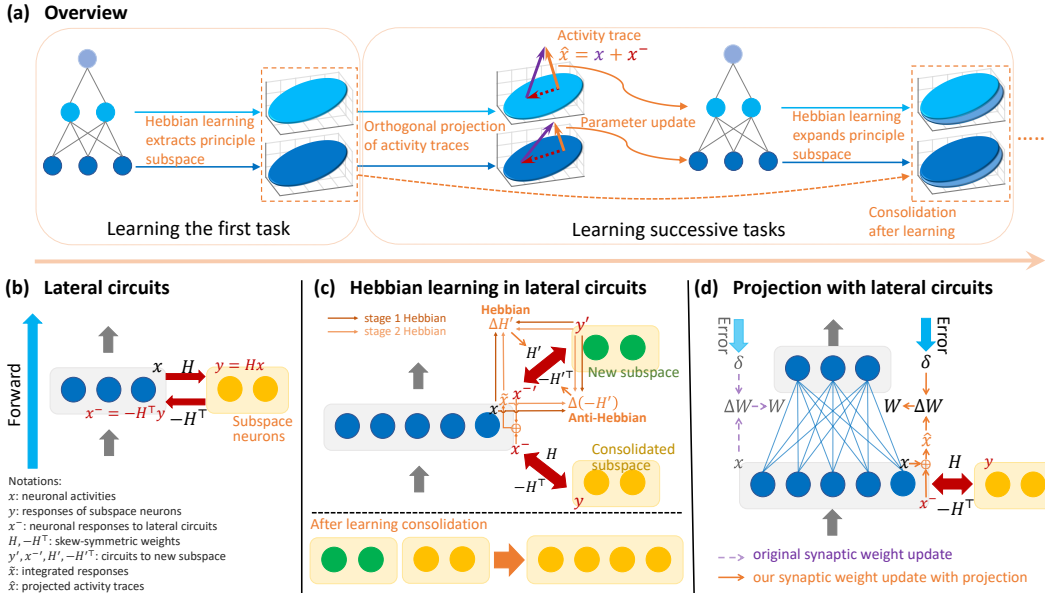 (a) Overview
Activity trace
x̂ = x + x⁻
Hebbian learning
extracts principle
subspace
Orthogonal projection
of activity traces
Parameter update
Hebbian learning
expands principle
subspace
......
Consolidation
after learning
Learning the first task
Learning successive tasks
(b) Lateral circuits
Forward
x
H
y = Hx
x⁻ = −Hᵀy
−Hᵀ
Subspace
neurons
Notations:
x: neuronal activities
y: responses of subspace neurons
x⁻: neuronal responses to lateral circuits
H, −Hᵀ: skew-symmetric weights
y′, x⁻′, H′, −H′ᵀ: circuits to new subspace
x̃: integrated responses
x̂: projected activity traces
(c) Hebbian learning in lateral circuits
stage 1 Hebbian
stage 2 Hebbian
Hebbian
ΔH′
y′
H′
New subspace
−H′ᵀ
x⁻′
x̃
x
Δ(−H′)
Anti-Hebbian
x⁻
H
−Hᵀ
Consolidated
subspace
y
After learning consolidation
(d) Projection with lateral circuits
Error
δ
ΔW
W
x
Error
δ
W
ΔW
x̂
x
H
y
x⁻
−Hᵀ
original synaptic weight update
our synaptic weight update with projection